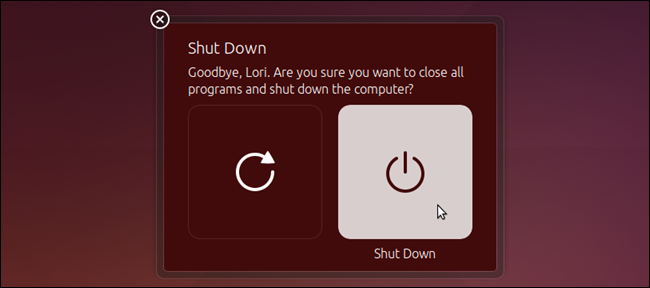 Shut Down
Goodbye, Lori. Are you sure you want to close all
programs and shut down the computer?
Shut Down